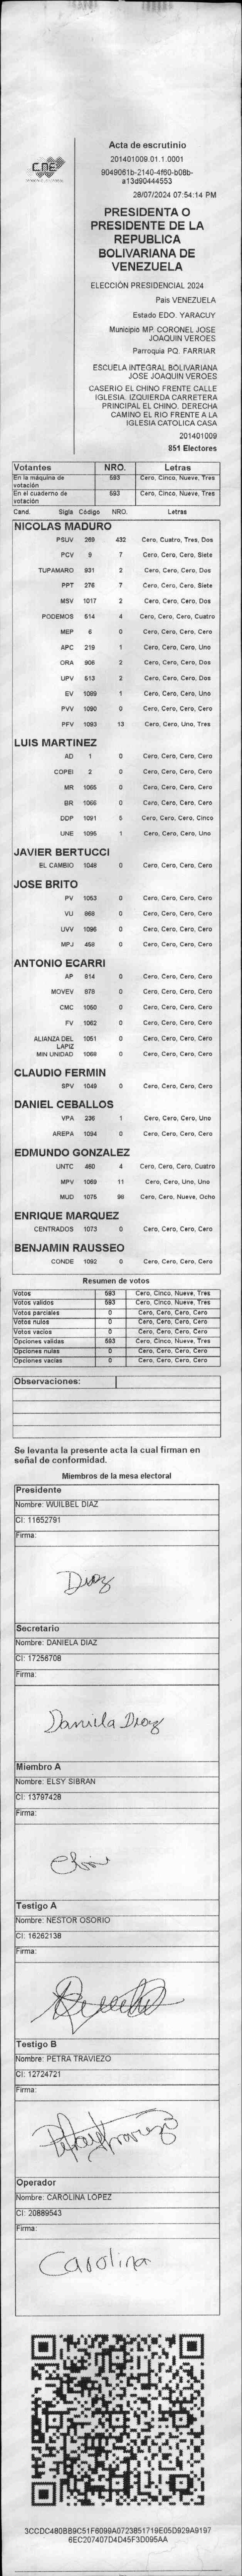 CNE
Acta de escrutinio
201401009.01.1.0001
9049061b-2140-4f60-b08b-
a13d90444553
28/07/2024 07:54:14 PM
PRESIDENTA O
PRESIDENTE DE LA
REPUBLICA
BOLIVARIANA DE
VENEZUELA
ELECCIÓN PRESIDENCIAL 2024
Pais VENEZUELA
Estado EDO. YARACUY
Municipio MP. CORONEL JOSE
JOAQUIN VEROES
Parroquia PQ. FARRIAR
ESCUELA INTEGRAL BOLIVARIANA
JOSE JOAQUIN VEROES
CASERIO EL CHINO FRENTE CALLE
IGLESIA. IZQUIERDA CARRETERA
PRINCIPAL EL CHINO. DERECHA
CAMINO EL RIO FRENTE A LA
IGLESIA CATOLICA CASA
201401009
851 Electores
Votantes NRO. Letras
En la máquina de votación 593 Cero, Cinco, Nueve, Tres
En el cuaderno de votación 593 Cero, Cinco, Nueve, Tres
Cand. Sigla Código NRO. Letras
NICOLAS MADURO
PSUV 269 432 Cero, Cuatro, Tres, Dos
PCV 9 7 Cero, Cero, Cero, Siete
TUPAMARO 931 2 Cero, Cero, Cero, Dos
PPT 276 7 Cero, Cero, Cero, Siete
MSV 1017 2 Cero, Cero, Cero, Dos
PODEMOS 514 4 Cero, Cero, Cero, Cuatro
MEP 6 0 Cero, Cero, Cero, Cero
APC 219 1 Cero, Cero, Cero, Uno
ORA 906 2 Cero, Cero, Cero, Dos
UPV 513 2 Cero, Cero, Cero, Dos
EV 1089 1 Cero, Cero, Cero, Uno
PVV 1090 0 Cero, Cero, Cero, Cero
PFV 1093 13 Cero, Cero, Uno, Tres
LUIS MARTINEZ
AD 1 0 Cero, Cero, Cero, Cero
COPEI 2 0 Cero, Cero, Cero, Cero
MR 1065 0 Cero, Cero, Cero, Cero
BR 1066 0 Cero, Cero, Cero, Cero
DDP 1091 5 Cero, Cero, Cero, Cinco
UNE 1095 1 Cero, Cero, Cero, Uno
JAVIER BERTUCCI
EL CAMBIO 1048 0 Cero, Cero, Cero, Cero
JOSE BRITO
PV 1053 0 Cero, Cero, Cero, Cero
VU 868 0 Cero, Cero, Cero, Cero
UVV 1096 0 Cero, Cero, Cero, Cero
MPJ 458 0 Cero, Cero, Cero, Cero
ANTONIO ECARRI
AP 914 0 Cero, Cero, Cero, Cero
MOVEV 878 0 Cero, Cero, Cero, Cero
CMC 1050 0 Cero, Cero, Cero, Cero
FV 1062 0 Cero, Cero, Cero, Cero
ALIANZA DEL 1051 0 Cero, Cero, Cero, Cero
LAPIZ
MIN UNIDAD 1069 0 Cero, Cero, Cero, Cero
CLAUDIO FERMIN
SPV 1049 0 Cero, Cero, Cero, Cero
DANIEL CEBALLOS
VPA 236 1 Cero, Cero, Cero, Uno
AREPA 1094 0 Cero, Cero, Cero, Cero
EDMUNDO GONZALEZ
UNTC 460 4 Cero, Cero, Cero, Cuatro
MPV 1069 11 Cero, Cero, Uno, Uno
MUD 1075 98 Cero, Cero, Nueve, Ocho
ENRIQUE MARQUEZ
CENTRADOS 1073 0 Cero, Cero, Cero, Cero
BENJAMIN RAUSSEO
CONDE 1092 0 Cero, Cero, Cero, Cero
Resumen de votos
Votos 593 Cero, Cinco, Nueve, Tres
Votos validos 593 Cero, Cinco, Nueve, Tres
Votos parciales 0 Cero, Cero, Cero, Cero
Votos nulos 0 Cero, Cero, Cero, Cero
Votos vacios 0 Cero, Cero, Cero, Cero
Opciones validas 593 Cero, Cinco, Nueve, Tres
Opciones nulas 0 Cero, Cero, Cero, Cero
Opciones vacias 0 Cero, Cero, Cero, Cero
Observaciones:
Se levanta la presente acta la cual firman en
señal de conformidad.
Miembros de la mesa electoral
Presidente
Nombre: WUILBEL DIAZ
CI: 11652791
Firma:
Diaz
Secretario
Nombre: DANIELA DIAZ
CI: 17256708
Firma:
Daniela Diaz
Miembro A
Nombre: ELSY SIBRAN
CI: 13797428
Firma:
Testigo A
Nombre: NESTOR OSORIO
CI: 16262138
Firma:
Testigo B
Nombre: PETRA TRAVIEZO
CI: 12724721
Firma:
Operador
Nombre: CAROLINA LOPEZ
CI: 20889543
Firma:
Carolina
3CCDC480BB9C51F6099A0723851719E05D929A9197
6EC207407D4D45F3D095AA